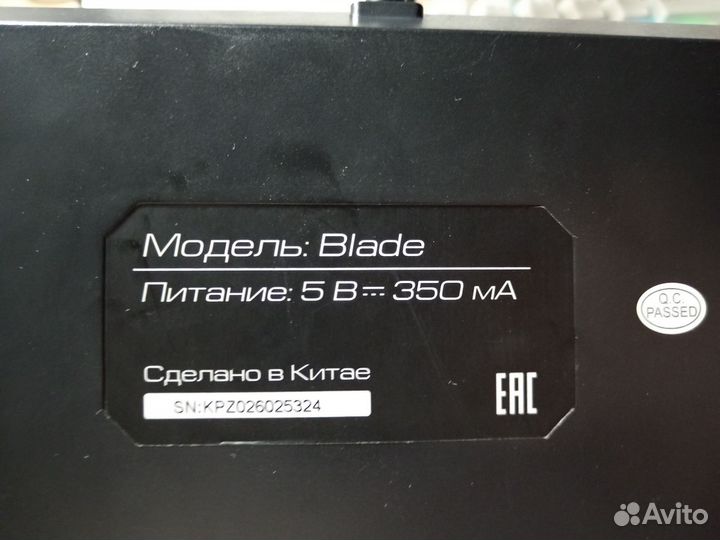 Модель: Blade
Питание: 5 В⎓ 350 мА
Сделано в Китае
SN:KPZ026025324
EAC
Q.C.
PASSED
Avito